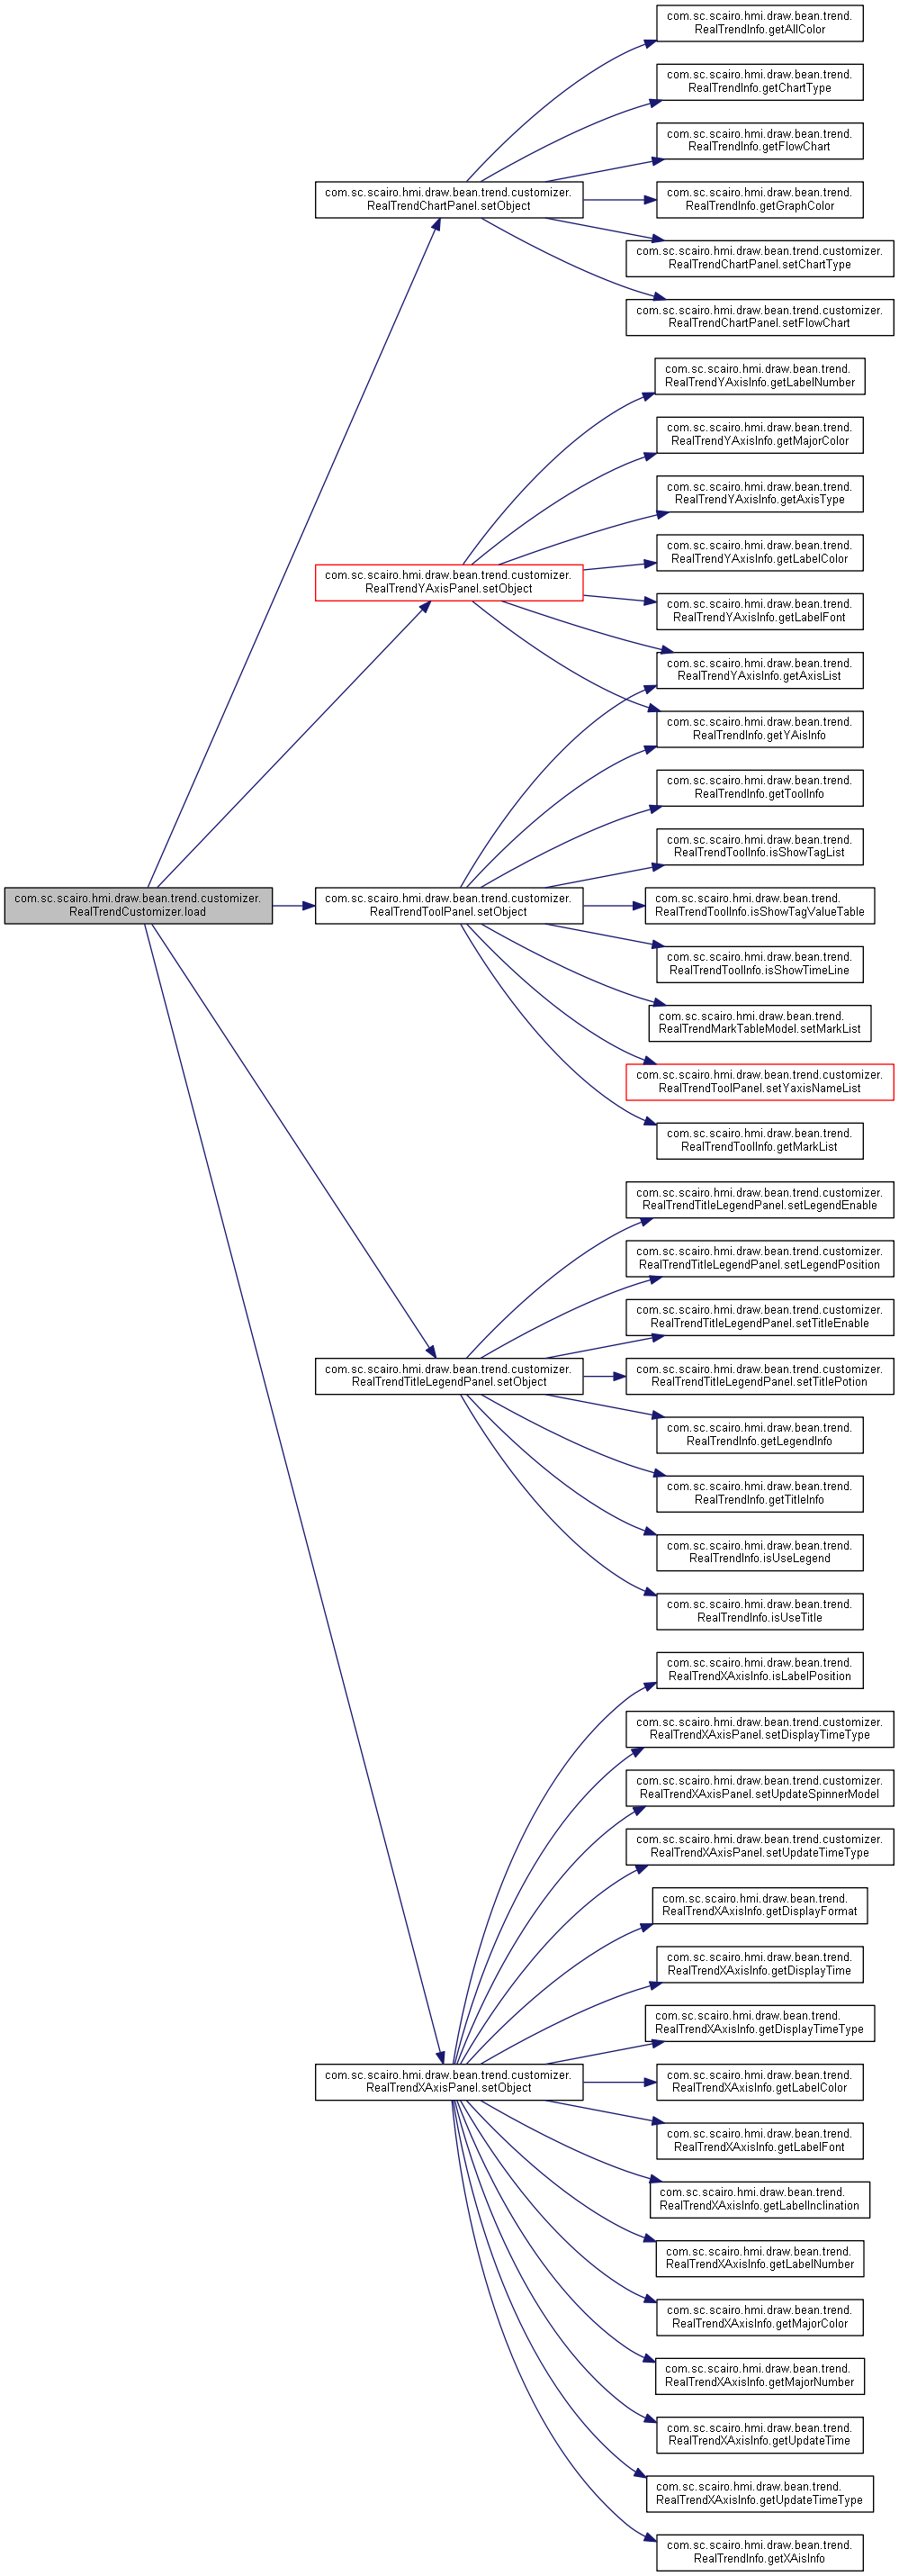 com.sc.scairo.hmi.draw.bean.trend.
RealTrendInfo.getAllColor
com.sc.scairo.hmi.draw.bean.trend.
RealTrendInfo.getChartType
com.sc.scairo.hmi.draw.bean.trend.
RealTrendInfo.getFlowChart
com.sc.scairo.hmi.draw.bean.trend.customizer.
RealTrendChartPanel.setObject
com.sc.scairo.hmi.draw.bean.trend.
RealTrendInfo.getGraphColor
com.sc.scairo.hmi.draw.bean.trend.customizer.
RealTrendChartPanel.setChartType
com.sc.scairo.hmi.draw.bean.trend.customizer.
RealTrendChartPanel.setFlowChart
com.sc.scairo.hmi.draw.bean.trend.
RealTrendYAxisInfo.getLabelNumber
com.sc.scairo.hmi.draw.bean.trend.
RealTrendYAxisInfo.getMajorColor
com.sc.scairo.hmi.draw.bean.trend.
RealTrendYAxisInfo.getAxisType
com.sc.scairo.hmi.draw.bean.trend.
RealTrendYAxisInfo.getLabelColor
com.sc.scairo.hmi.draw.bean.trend.customizer.
RealTrendYAxisPanel.setObject
com.sc.scairo.hmi.draw.bean.trend.
RealTrendYAxisInfo.getLabelFont
com.sc.scairo.hmi.draw.bean.trend.
RealTrendYAxisInfo.getAxisList
com.sc.scairo.hmi.draw.bean.trend.
RealTrendInfo.getYAisInfo
com.sc.scairo.hmi.draw.bean.trend.
RealTrendInfo.getToolInfo
com.sc.scairo.hmi.draw.bean.trend.
RealTrendToolInfo.isShowTagList
com.sc.scairo.hmi.draw.bean.trend.customizer.
RealTrendCustomizer.load
com.sc.scairo.hmi.draw.bean.trend.customizer.
RealTrendToolPanel.setObject
com.sc.scairo.hmi.draw.bean.trend.
RealTrendToolInfo.isShowTagValueTable
com.sc.scairo.hmi.draw.bean.trend.
RealTrendToolInfo.isShowTimeLine
com.sc.scairo.hmi.draw.bean.trend.
RealTrendMarkTableModel.setMarkList
com.sc.scairo.hmi.draw.bean.trend.customizer.
RealTrendToolPanel.setYaxisNameList
com.sc.scairo.hmi.draw.bean.trend.
RealTrendToolInfo.getMarkList
com.sc.scairo.hmi.draw.bean.trend.customizer.
RealTrendTitleLegendPanel.setLegendEnable
com.sc.scairo.hmi.draw.bean.trend.customizer.
RealTrendTitleLegendPanel.setLegendPosition
com.sc.scairo.hmi.draw.bean.trend.customizer.
RealTrendTitleLegendPanel.setTitleEnable
com.sc.scairo.hmi.draw.bean.trend.customizer.
RealTrendTitleLegendPanel.setObject
com.sc.scairo.hmi.draw.bean.trend.customizer.
RealTrendTitleLegendPanel.setTitlePotion
com.sc.scairo.hmi.draw.bean.trend.
RealTrendInfo.getLegendInfo
com.sc.scairo.hmi.draw.bean.trend.
RealTrendInfo.getTitleInfo
com.sc.scairo.hmi.draw.bean.trend.
RealTrendInfo.isUseLegend
com.sc.scairo.hmi.draw.bean.trend.
RealTrendInfo.isUseTitle
com.sc.scairo.hmi.draw.bean.trend.
RealTrendXAxisInfo.isLabelPosition
com.sc.scairo.hmi.draw.bean.trend.customizer.
RealTrendXAxisPanel.setDisplayTimeType
com.sc.scairo.hmi.draw.bean.trend.customizer.
RealTrendXAxisPanel.setUpdateSpinnerModel
com.sc.scairo.hmi.draw.bean.trend.customizer.
RealTrendXAxisPanel.setUpdateTimeType
com.sc.scairo.hmi.draw.bean.trend.
RealTrendXAxisInfo.getDisplayFormat
com.sc.scairo.hmi.draw.bean.trend.
RealTrendXAxisInfo.getDisplayTime
com.sc.scairo.hmi.draw.bean.trend.
RealTrendXAxisInfo.getDisplayTimeType
com.sc.scairo.hmi.draw.bean.trend.customizer.
RealTrendXAxisPanel.setObject
com.sc.scairo.hmi.draw.bean.trend.
RealTrendXAxisInfo.getLabelColor
com.sc.scairo.hmi.draw.bean.trend.
RealTrendXAxisInfo.getLabelFont
com.sc.scairo.hmi.draw.bean.trend.
RealTrendXAxisInfo.getLabelInclination
com.sc.scairo.hmi.draw.bean.trend.
RealTrendXAxisInfo.getLabelNumber
com.sc.scairo.hmi.draw.bean.trend.
RealTrendXAxisInfo.getMajorColor
com.sc.scairo.hmi.draw.bean.trend.
RealTrendXAxisInfo.getMajorNumber
com.sc.scairo.hmi.draw.bean.trend.
RealTrendXAxisInfo.getUpdateTime
com.sc.scairo.hmi.draw.bean.trend.
RealTrendXAxisInfo.getUpdateTimeType
com.sc.scairo.hmi.draw.bean.trend.
RealTrendInfo.getXAisInfo